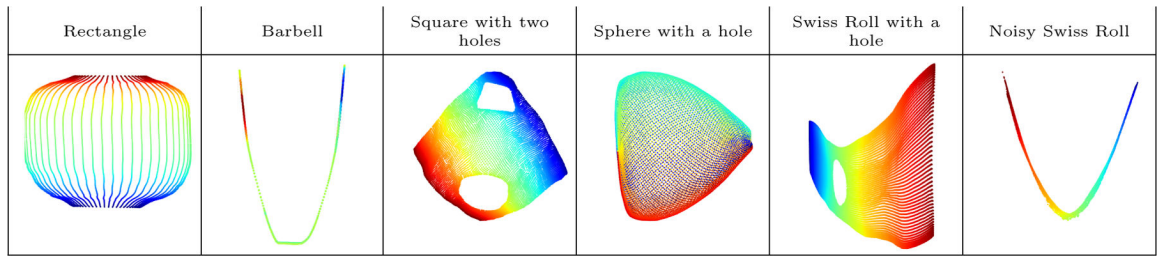 Rectangle
Barbell
Square with two
holes
Sphere with a hole
Swiss Roll with a
hole
Noisy Swiss Roll